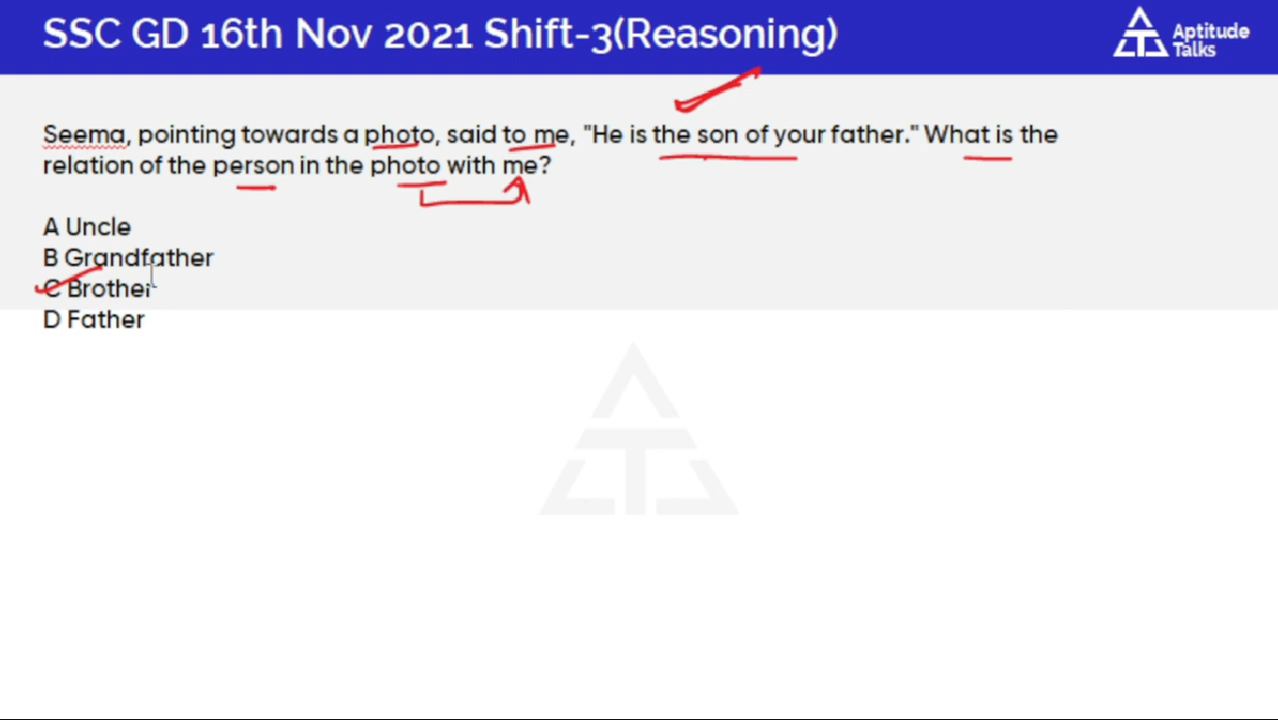 SSC GD 16th Nov 2021 Shift-3(Reasoning)
Aptitude
Talks
Seema, pointing towards a photo, said to me, "He is the son of your father." What is the
relation of the person in the photo with me?
A Uncle
B Grandfather
C Brother
D Father